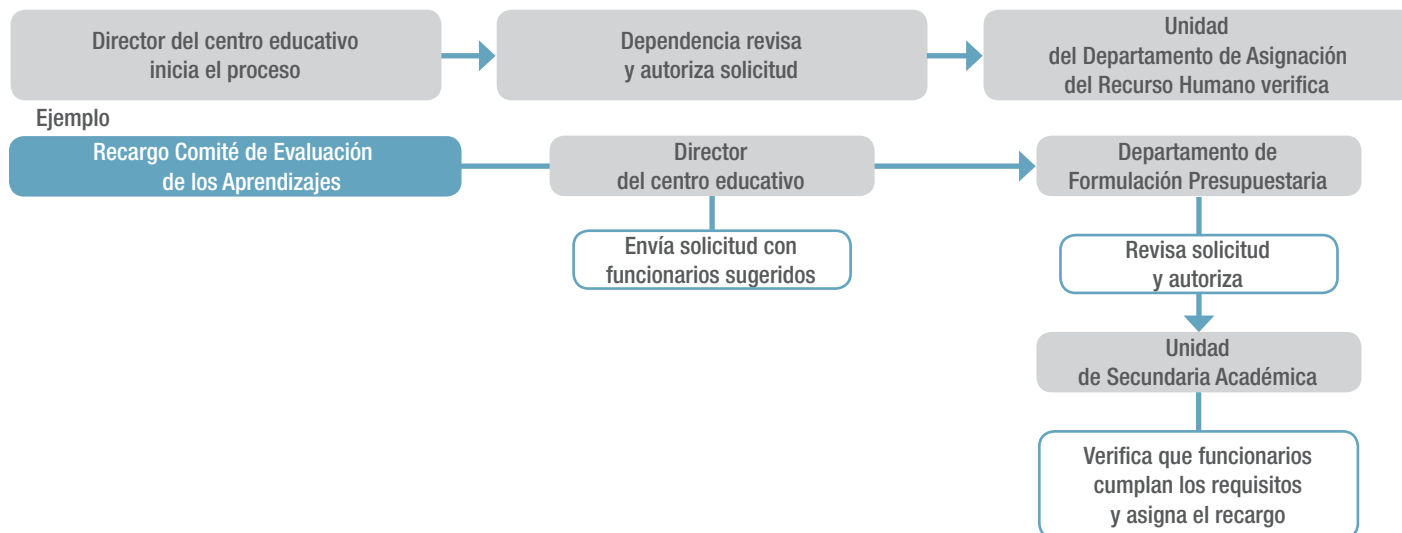 Director del centro educativo
inicia el proceso
Dependencia revisa
y autoriza solicitud
Unidad
del Departamento de Asignación
del Recurso Humano verifica
Ejemplo
Recargo Comité de Evaluación
de los Aprendizajes
Director
del centro educativo
Departamento de
Formulación Presupuestaria
Envía solicitud con
funcionarios sugeridos
Revisa solicitud
y autoriza
Unidad
de Secundaria Académica
Verifica que funcionarios
cumplan los requisitos
y asigna el recargo